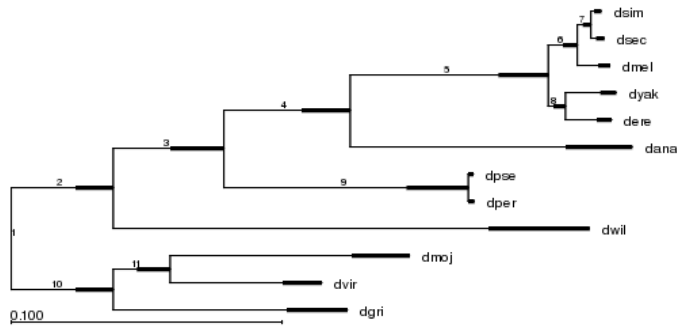 dsim
7
dsec
6
dmel
5
dyak
8
4
dere
3
dana
dpse
2
9
dper
1
dwil
dmoj
11
10
dvir
dgri
0.100